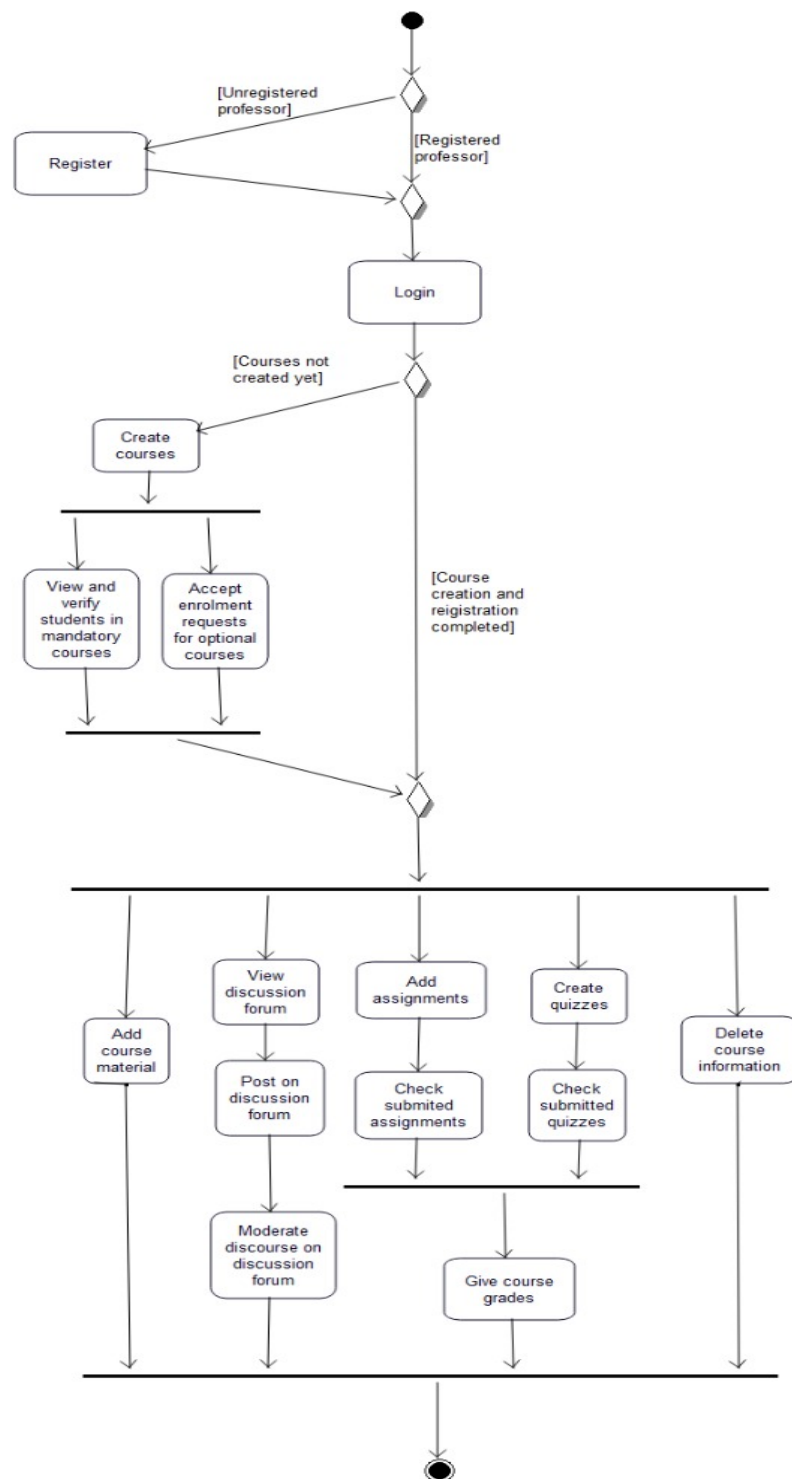 [Unregistered
professor]
[Registered
professor]
Register
Login
[Courses not
created yet]
Create
courses
View and
verify
students in
mandatory
courses
Accept
enrolment
requests
for optional
courses
[Course
creation and
reigistration
completed]
View
discussion
forum
Add
assignments
Create
quizzes
Add
course
material
Delete
course
information
Post on
discussion
forum
Check
submited
assignments
Check
submitted
quizzes
Moderate
discourse on
discussion
forum
Give course
grades